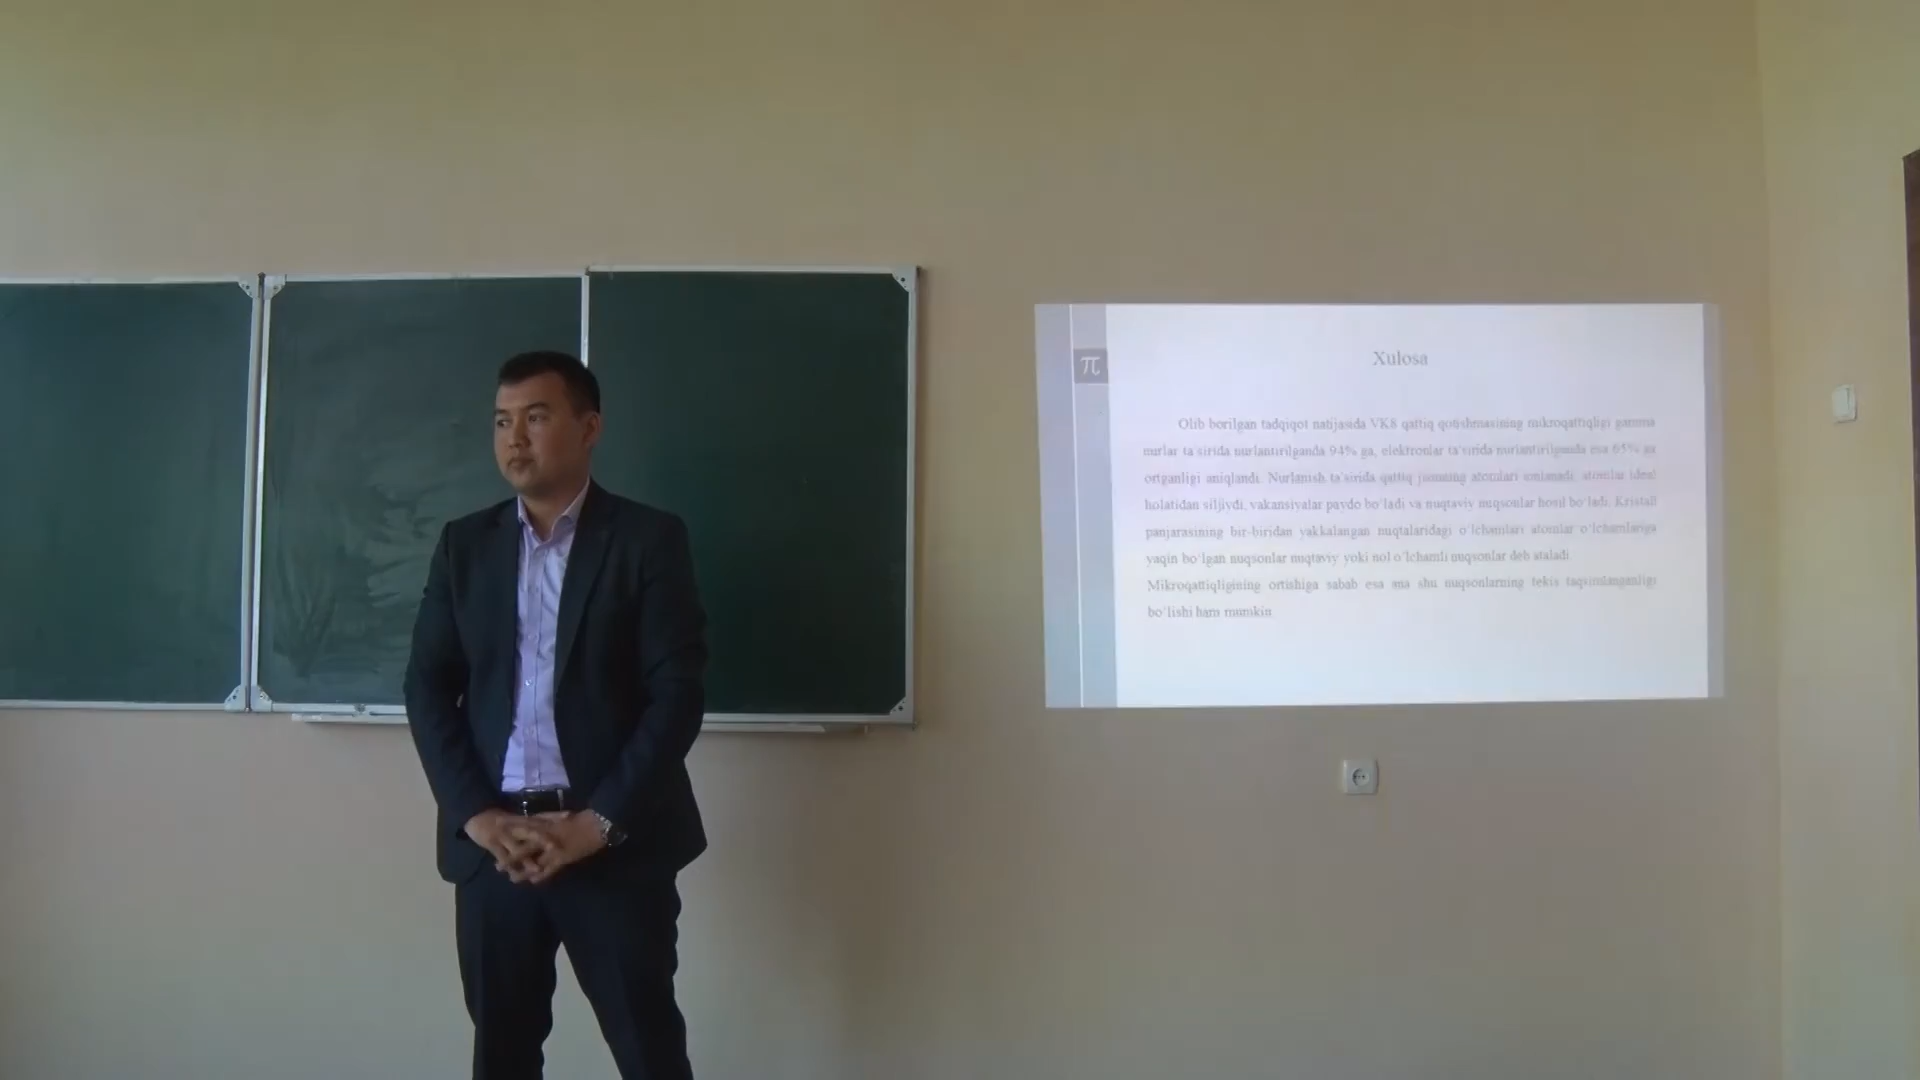 π
Xulosa
Olib borilgan tadqiqot natijasida VK8 qattiq qotishmasining mikroqattiqligi gamma
nurlar ta'sirida nurlantirilganda 94% ga, elektronlar ta'sirida nurlantirilganda esa 65% ga
ortganligi aniqlandi. Nurlanish ta'sirida qattiq jismning atomlari ionlanadi, atomlar ideal
holatidan siljiydi, vakansiyalar paydo bo'ladi va nuqtaviy nuqsonlar hosil bo'ladi. Kristall
panjarasining bir-biridan yakkalangan nuqtalaridagi o'lchamlari atomlar o'lchamlariga
yaqin bo'lgan nuqsonlar nuqtaviy yoki nol o'lchamli nuqsonlar deb ataladi.
Mikroqattiqligining ortishiga sabab esa ana shu nuqsonlarning tekis taqsimlanganligi
bo'lishi ham mumkin